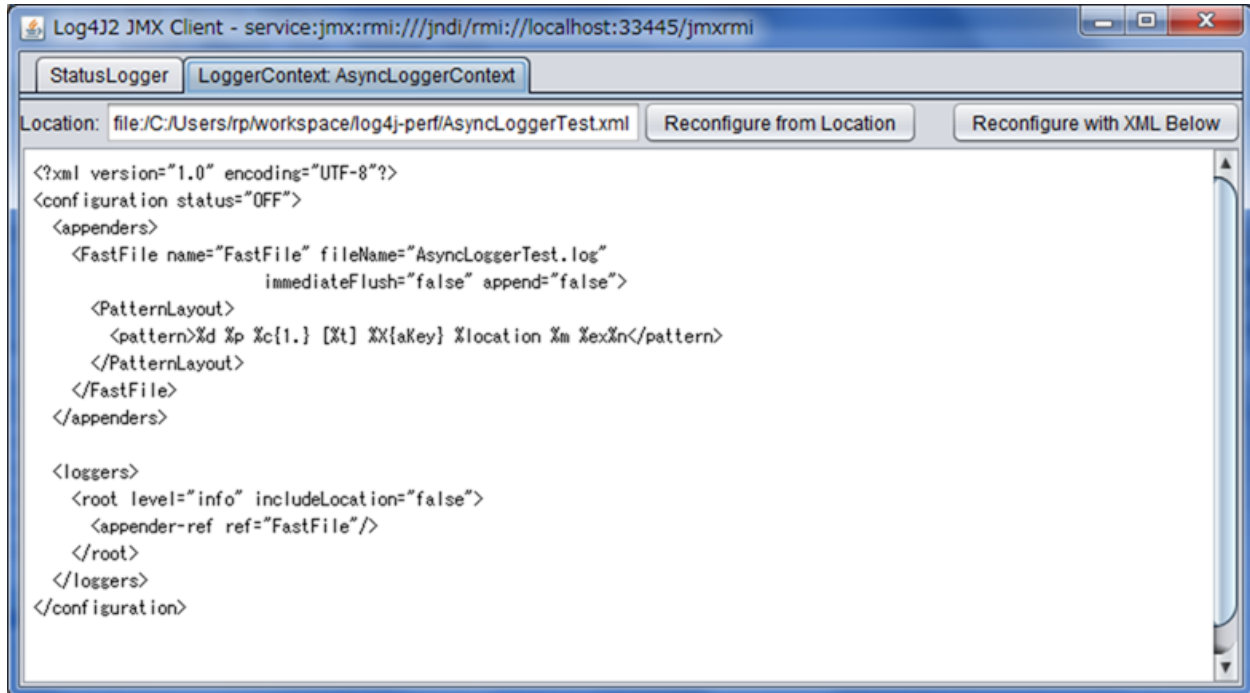 Log4J2 JMX Client - service:jmx:rmi:///jndi/rmi://localhost:33445/jmxrmi
StatusLogger LoggerContext: AsyncLoggerContext
Location: file:/C:/Users/rp/workspace/log4j-perf/AsyncLoggerTest.xml Reconfigure from Location Reconfigure with XML Below
<?xml version="1.0" encoding="UTF-8"?>
<configuration status="OFF">
  <appenders>
    <FastFile name="FastFile" fileName="AsyncLoggerTest.log"
                        immediateFlush="false" append="false">
      <PatternLayout>
        <pattern>%d %p %c{1.} [%t] %X{aKey} %location %m %ex%n</pattern>
      </PatternLayout>
    </FastFile>
  </appenders>

  <loggers>
    <root level="info" includeLocation="false">
      <appender-ref ref="FastFile"/>
    </root>
  </loggers>
</configuration>